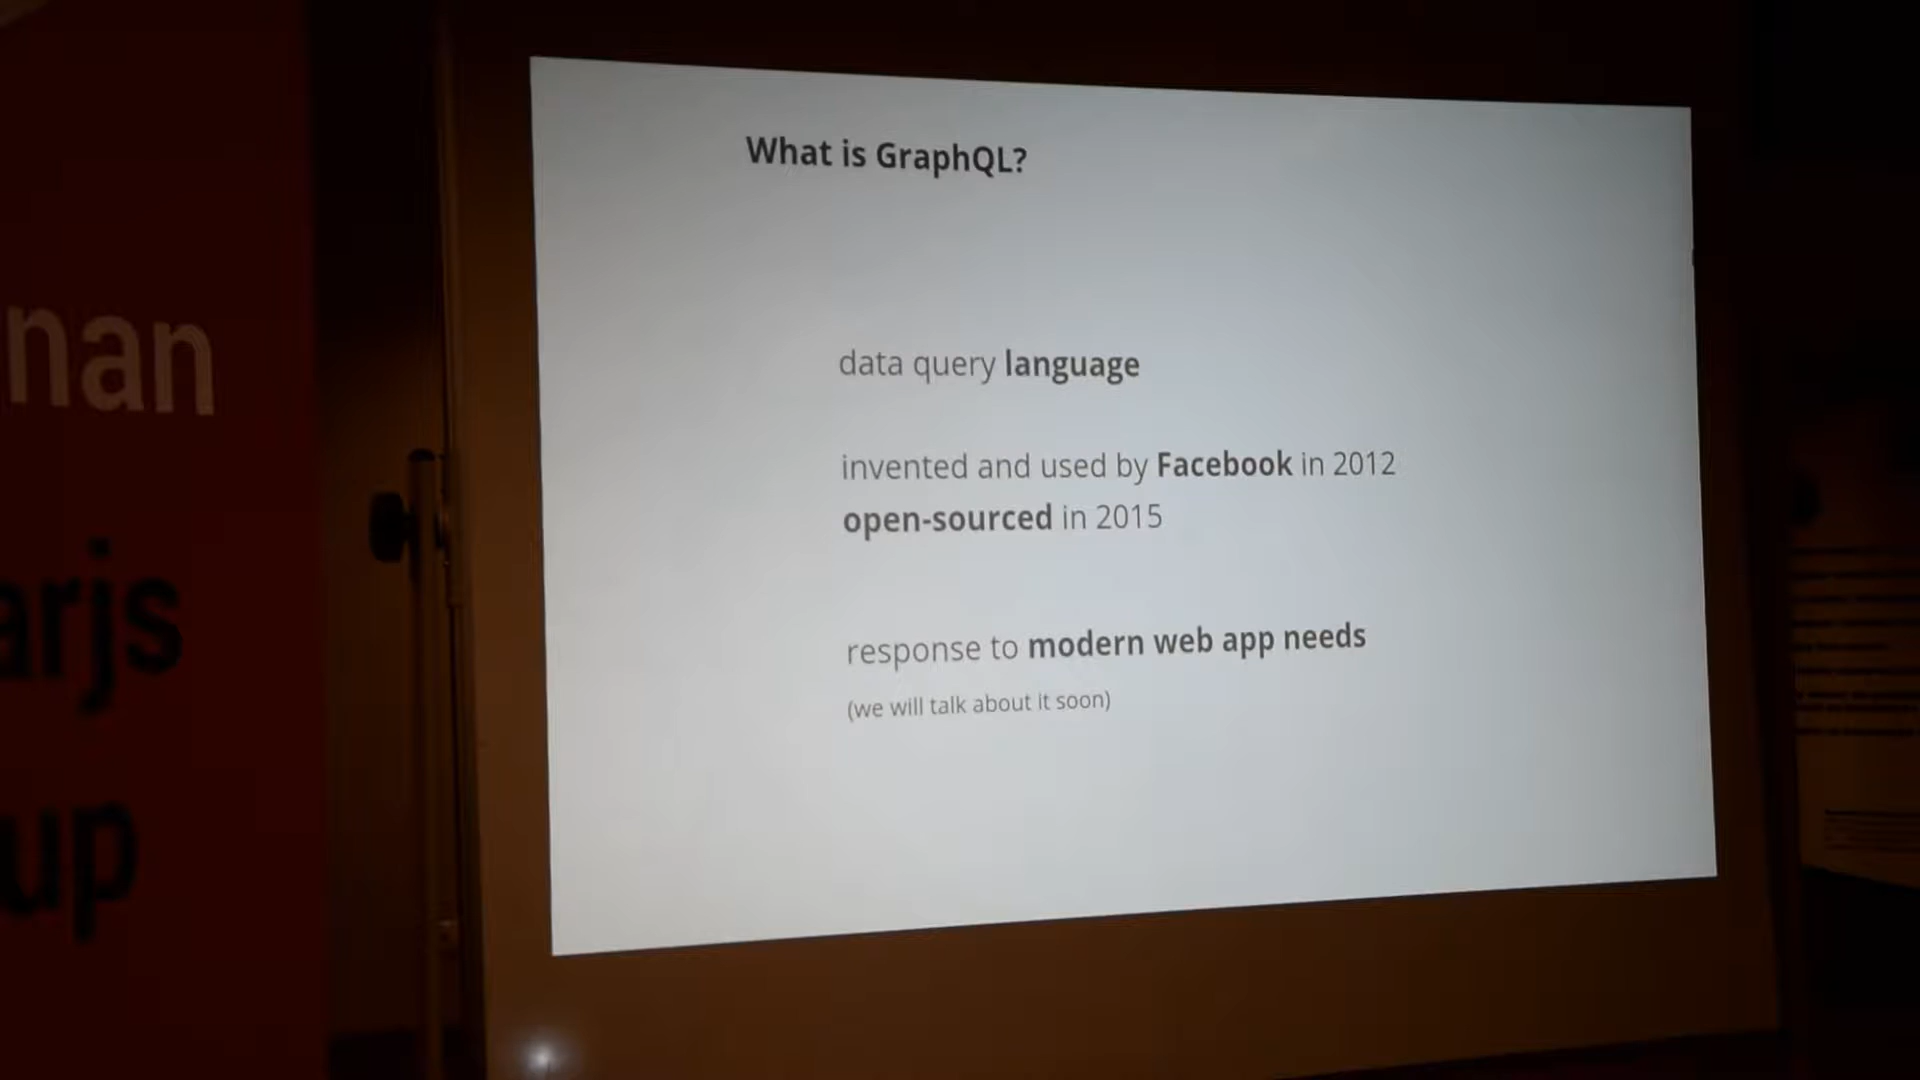 What is GraphQL?
data query language
invented and used by Facebook in 2012
open-sourced in 2015
response to modern web app needs
(we will talk about it soon)
nan
arjs
up